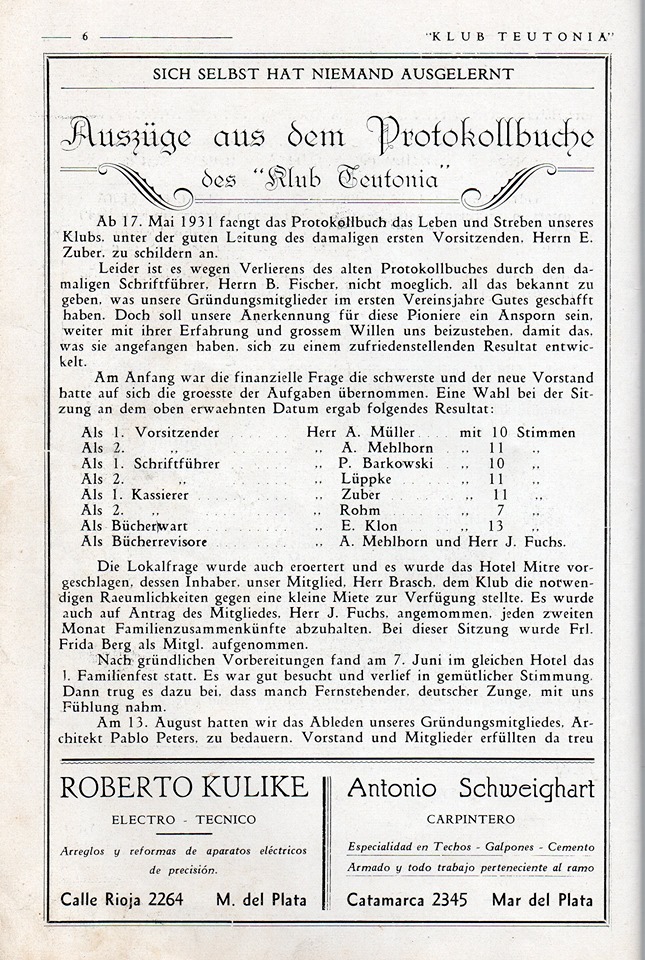 6
"KLUB TEUTONIA"
SICH SELBST HAT NIEMAND AUSGELERNT
Auszüge aus dem Protokollbuche
des "Klub Teutonia"
Ab 17. Mai 1931 faengt das Protokollbuch das Leben und Streben unseres
Klubs, unter der guten Leitung des damaligen ersten Vorsitzenden, Herrn E.
Zuber, zu schildern an.
Leider ist es wegen Verlierens des alten Protokollbuches durch den da-
maligen Schriftführer, Herrn B. Fischer, nicht moeglich, all das bekannt zu
geben, was unsere Gründungsmitglieder im ersten Vereinsjahre Gutes geschafft
haben. Doch soll unsere Anerkennung für diese Pioniere ein Ansporn sein,
weiter mit ihrer Erfahrung und grossem Willen uns beizustehen, damit das,
was sie angefangen haben, sich zu einem zufriedenstellenden Resultat entwic-
kelt.
Am Anfang war die finanzielle Frage die schwerste und der neue Vorstand
hatte auf sich die groesste der Aufgaben übernommen. Eine Wahl bei der Sit-
zung an dem oben erwaehnten Datum ergab folgendes Resultat:
Als 1. Vorsitzender ..... Herr A. Müller .... mit 10 Stimmen
Als 2. ,, ..... ,, A. Mehlhorn ,, 11 ,,
Als 1. Schriftführer ..... ,, P. Barkowski ,, 10 ,,
Als 2. ,, ..... ,, Lüppke ,, 11 ,,
Als 1. Kassierer ..... ,, Zuber ,, 11 ,,
Als 2. ,, ..... ,, Rohm ,, 7 ,,
Als Bücherwart ..... ,, E. Klon ,, 13 ,,
Als Bücherrevisore ..... ,, A. Mehlhorn und Herr J. Fuchs.
Die Lokalfrage wurde auch eroertert und es wurde das Hotel Mitre vor-
geschlagen, dessen Inhaber, unser Mitglied, Herr Brasch, dem Klub die notwen-
digen Raeumlichkeiten gegen eine kleine Miete zur Verfügung stellte. Es wurde
auch auf Antrag des Mitgliedes, Herr J. Fuchs, angemommen, jeden zweiten
Monat Familienzusammenkünfte abzuhalten. Bei dieser Sitzung wurde Frl.
Frida Berg als Mitgl. aufgenommen.
Nach gründlichen Vorbereitungen fand am 7. Juni im gleichen Hotel das
1. Familienfest statt. Es war gut besucht und verlief in gemütlicher Stimmung.
Dann trug es dazu bei, dass manch Fernstehender, deutscher Zunge, mit uns
Fühlung nahm.
Am 13. August hatten wir das Ableden unseres Gründungsmitgliedes, Ar-
chitekt Pablo Peters, zu bedauern. Vorstand und Mitglieder erfüllten da treu
ROBERTO KULIKE
ELECTRO - TECNICO
Arreglos y reformas de aparatos eléctricos
de precisión.
Calle Rioja 2264 M. del Plata
Antonio Schweighart
CARPINTERO
Especialidad en Techos - Galpones - Cemento
Armado y todo trabajo perteneciente al ramo
Catamarca 2345 Mar del Plata